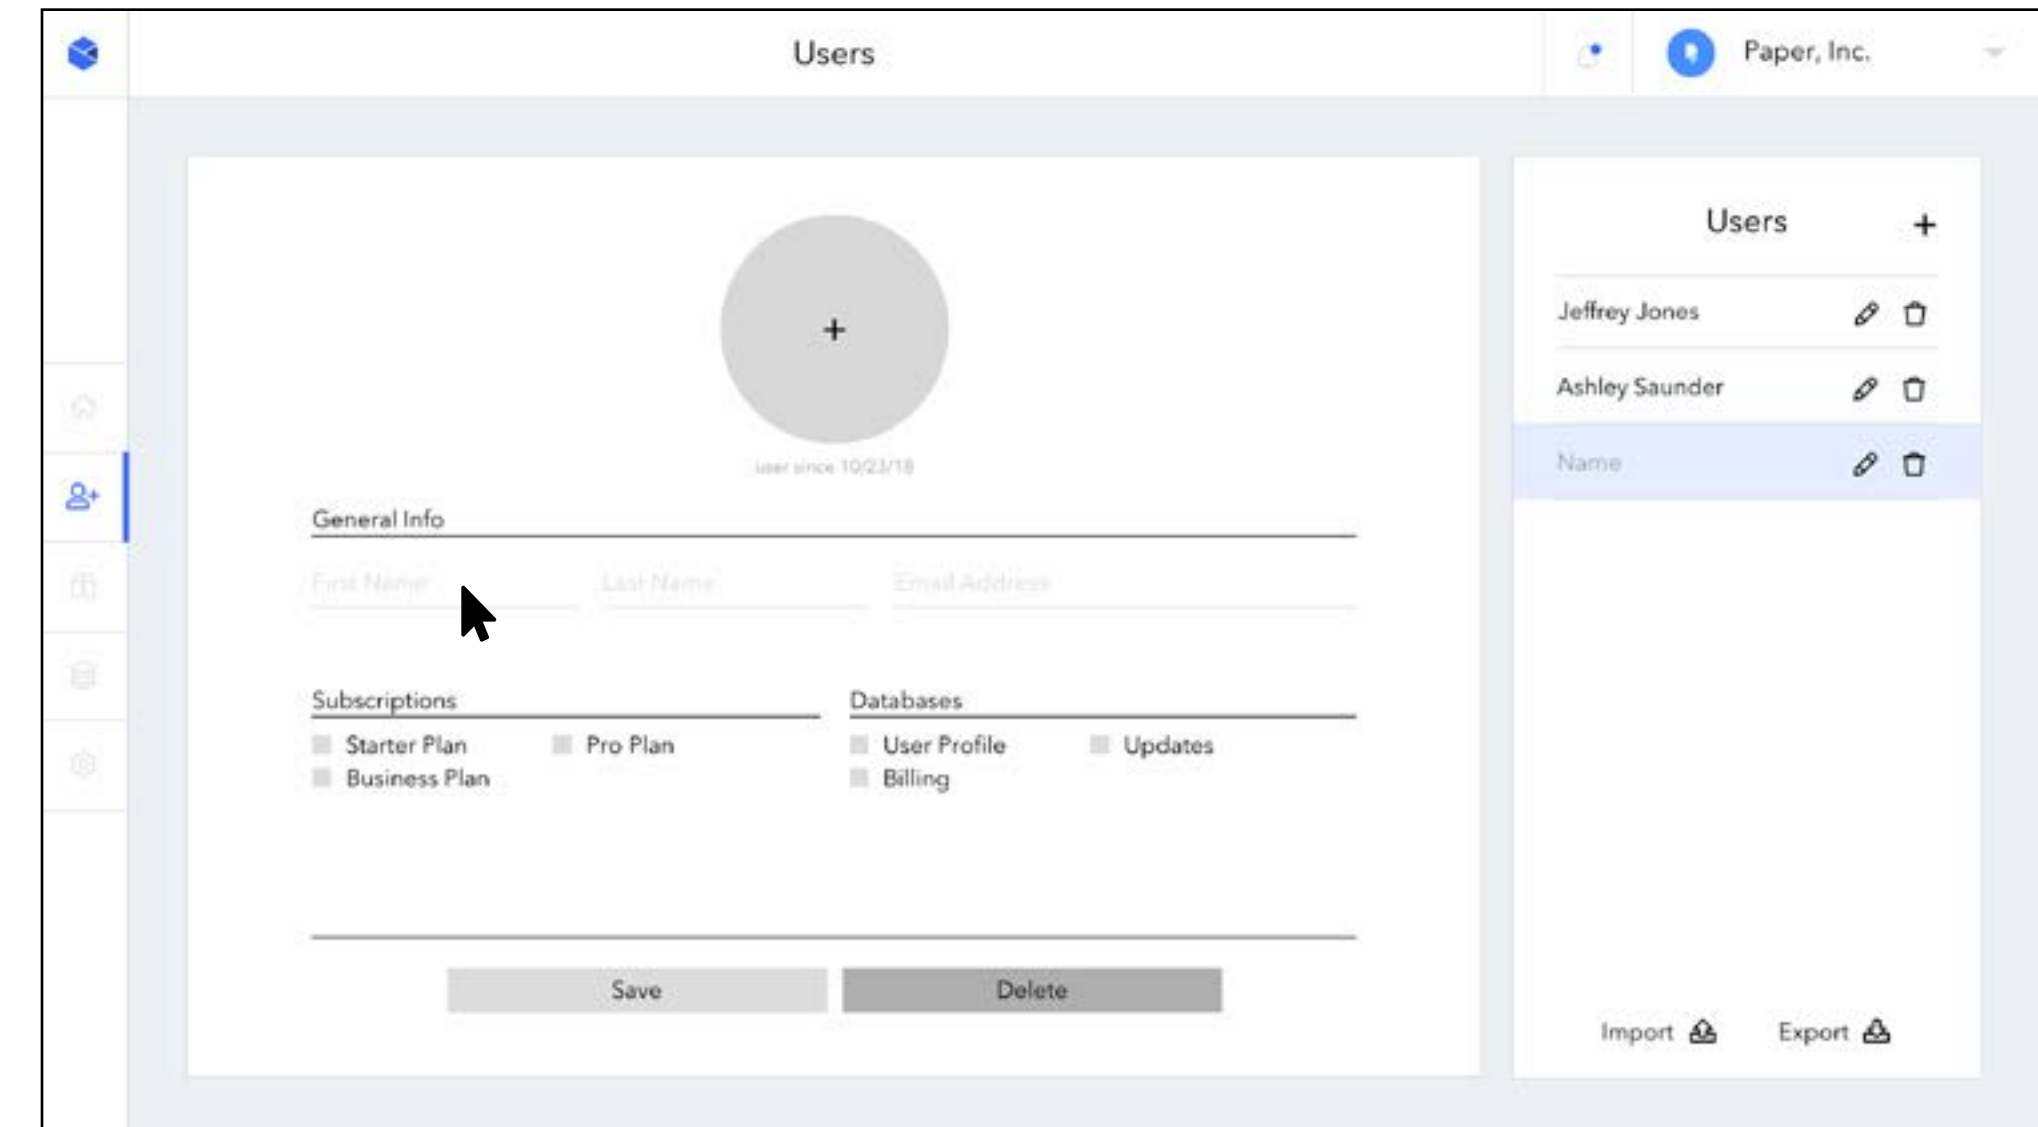 Users
Paper, Inc.
user since 10/23/18
General Info
First Name
Last Name
Email Address
Subscriptions
Starter Plan
Pro Plan
Business Plan
Databases
User Profile
Updates
Billing
Save
Delete
Users
Jeffrey Jones
Ashley Saunder
Name
Import
Export